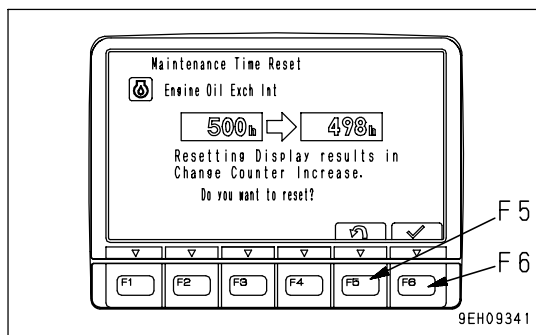 Maintenance Time Reset
Engine Oil Exch Int
500h 498h
Resetting Display results in
Change Counter Increase.
Do you want to reset?
F5
F6
F1 F2 F3 F4 F5 F6
9EH09341